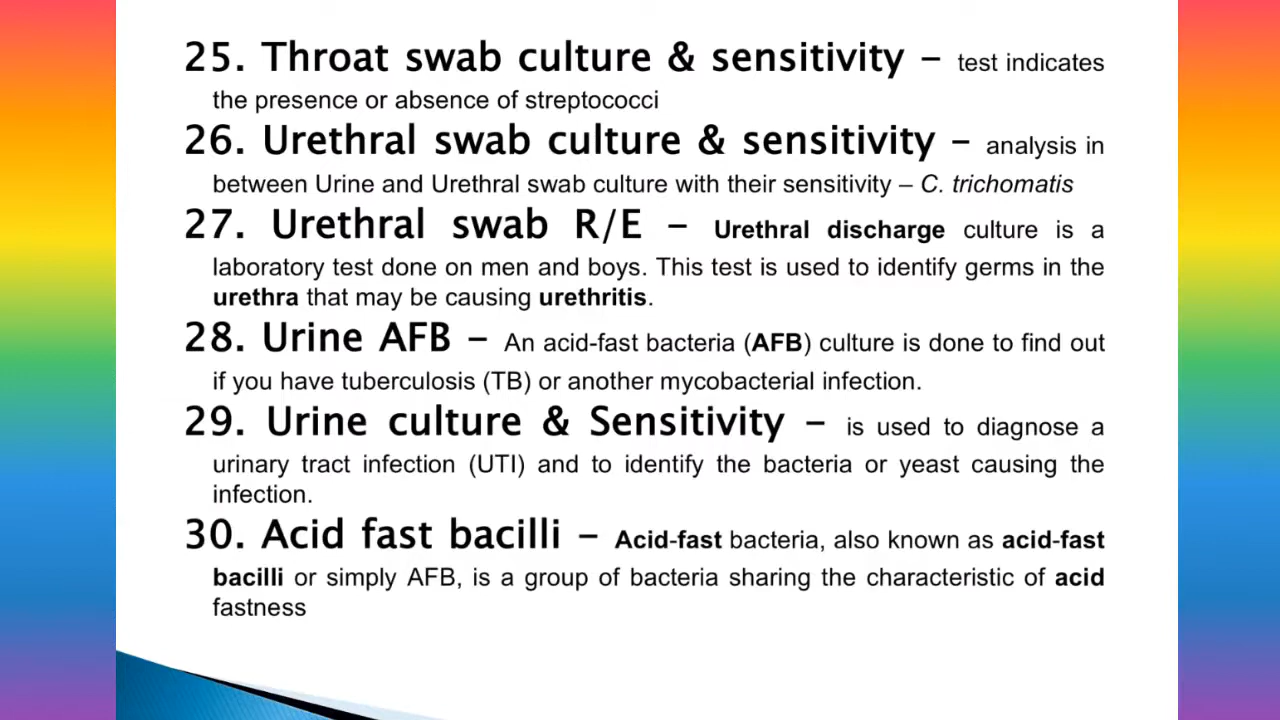 25. Throat swab culture & sensitivity – test indicates
the presence or absence of streptococci
26. Urethral swab culture & sensitivity – analysis in
between Urine and Urethral swab culture with their sensitivity – C. trichomatis
27. Urethral swab R/E – Urethral discharge culture is a
laboratory test done on men and boys. This test is used to identify germs in the
urethra that may be causing urethritis.
28. Urine AFB – An acid-fast bacteria (AFB) culture is done to find out
if you have tuberculosis (TB) or another mycobacterial infection.
29. Urine culture & Sensitivity – is used to diagnose a
urinary tract infection (UTI) and to identify the bacteria or yeast causing the
infection.
30. Acid fast bacilli – Acid-fast bacteria, also known as acid-fast
bacilli or simply AFB, is a group of bacteria sharing the characteristic of acid
fastness